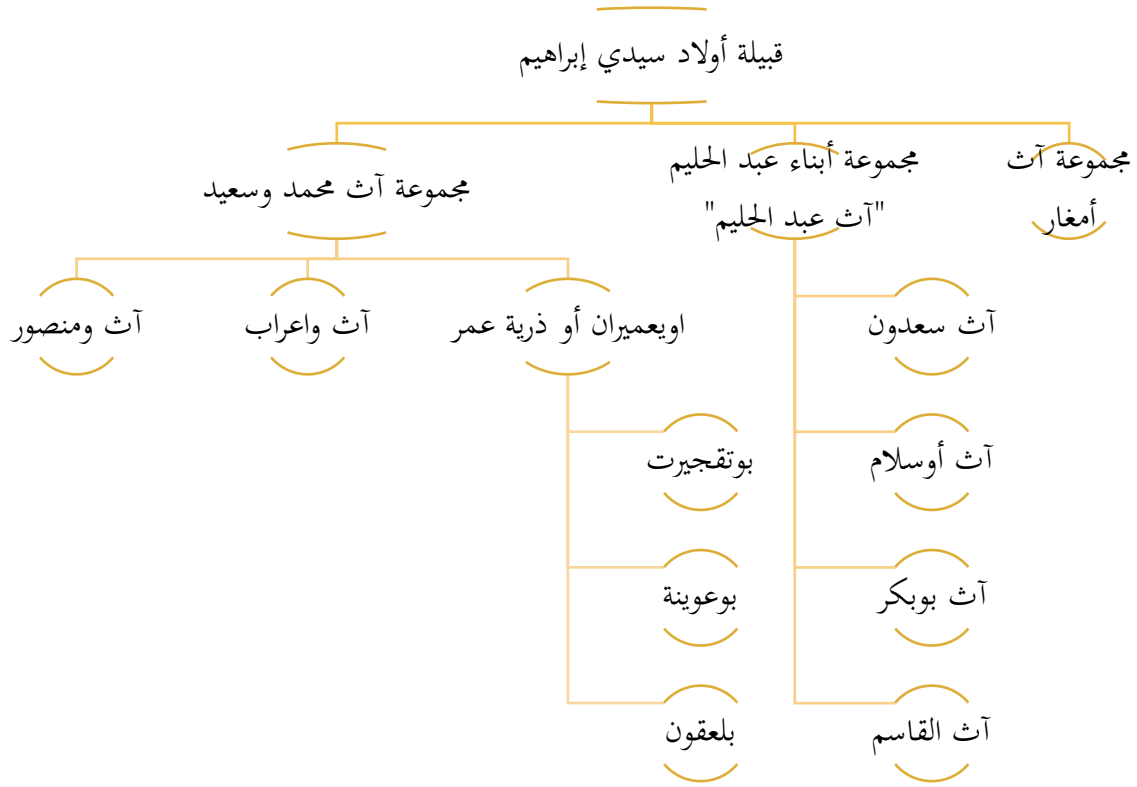 قبيلة أولاد سيدي إبراهيم
مجموعة آث
أمغار
مجموعة أبناء عبد الحليم
"آث عبد الحليم"
مجموعة آث محمد وسعيد
آث سعدون
آث أوسلام
آث بوبكر
آث القاسم
اويعميران أو ذرية عمر
بوتقجيرت
بوعوينة
بلعقون
آث واعراب
آث ومنصور